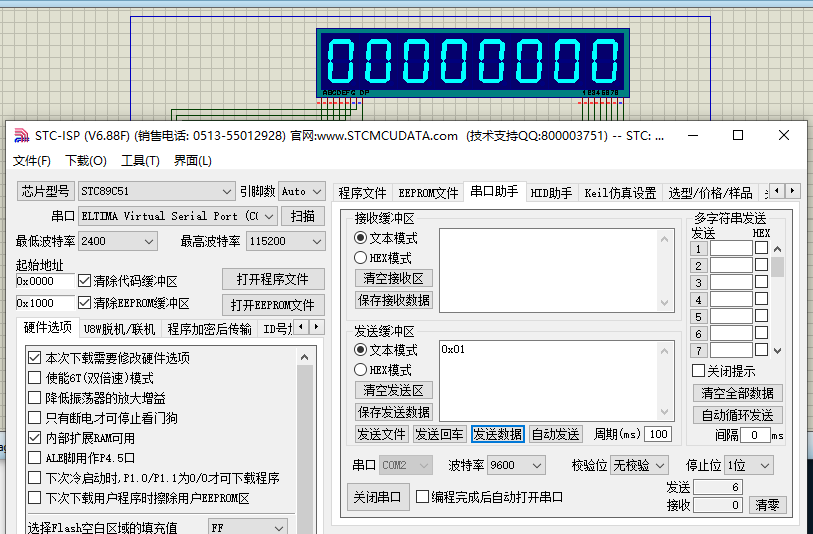 00000000
ABCDEFG DP
12345678
STC-ISP (V6.88F) (销售电话: 0513-55012928) 官网:www.STCMCUDATA.com (技术支持QQ:800003751) -- STC: ...
文件(F) 下载(O) 工具(T) 界面(L)
芯片型号 STC89C51 引脚数 Auto
串口 ELTIMA Virtual Serial Port (CO 扫描
最低波特率 2400 最高波特率 115200
起始地址
0x0000 清除代码缓冲区 打开程序文件
0x1000 清除EEPROM缓冲区 打开EEPROM文件
硬件选项 U8W脱机/联机 程序加密后传输 ID号
本次下载需要修改硬件选项
使能6T(双倍速)模式
降低振荡器的放大增益
只有断电才可停止看门狗
内部扩展RAM可用
ALE脚用作P4.5口
下次冷启动时,P1.0/P1.1为0/0才可下载程序
下次下载用户程序时擦除用户EEPROM区
选择Flash空白区域的填充值 FF
程序文件 EEPROM文件 串口助手 HID助手 Keil仿真设置 选型/价格/样品
接收缓冲区
文本模式
HEX模式
清空接收区
保存接收数据
发送缓冲区
文本模式
HEX模式
清空发送区
保存发送数据
0x01
发送文件 发送回车 发送数据 自动发送 周期(ms) 100
多字符串发送
发送 HEX
1
2
3
4
5
6
7
关闭提示
清空全部数据
自动循环发送
间隔 0 ms
串口 COM2 波特率 9600 校验位 无校验 停止位 1位
关闭串口 编程完成后自动打开串口
发送 6
接收 0 清零